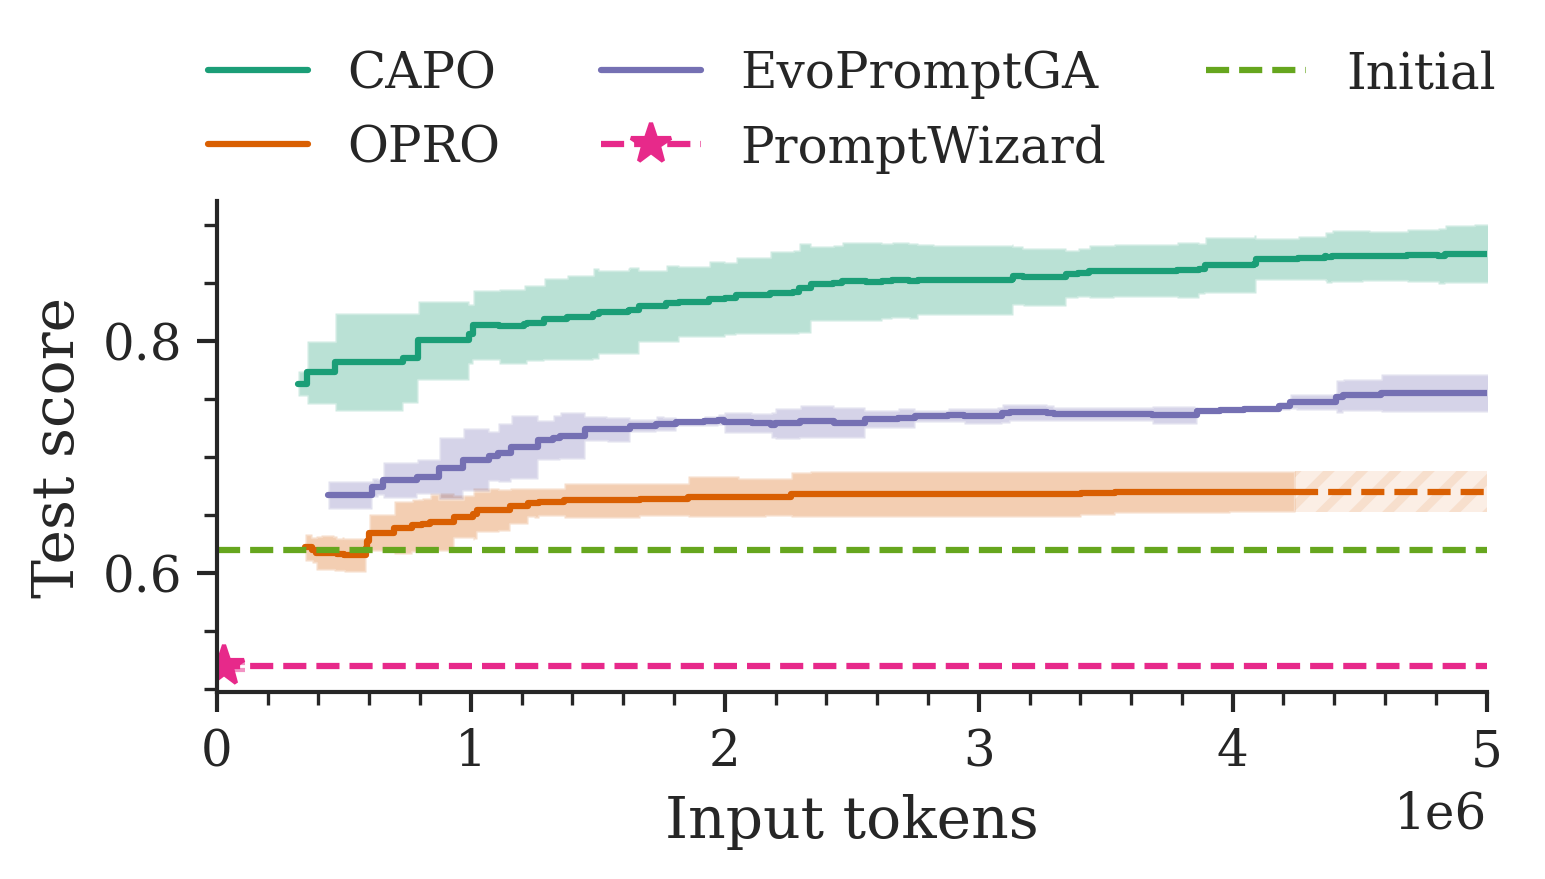 CAPO EvoPromptGA Initial
OPRO PromptWizard
Test score
0.8
0.6
0 1 2 3 4 5
Input tokens
1e6